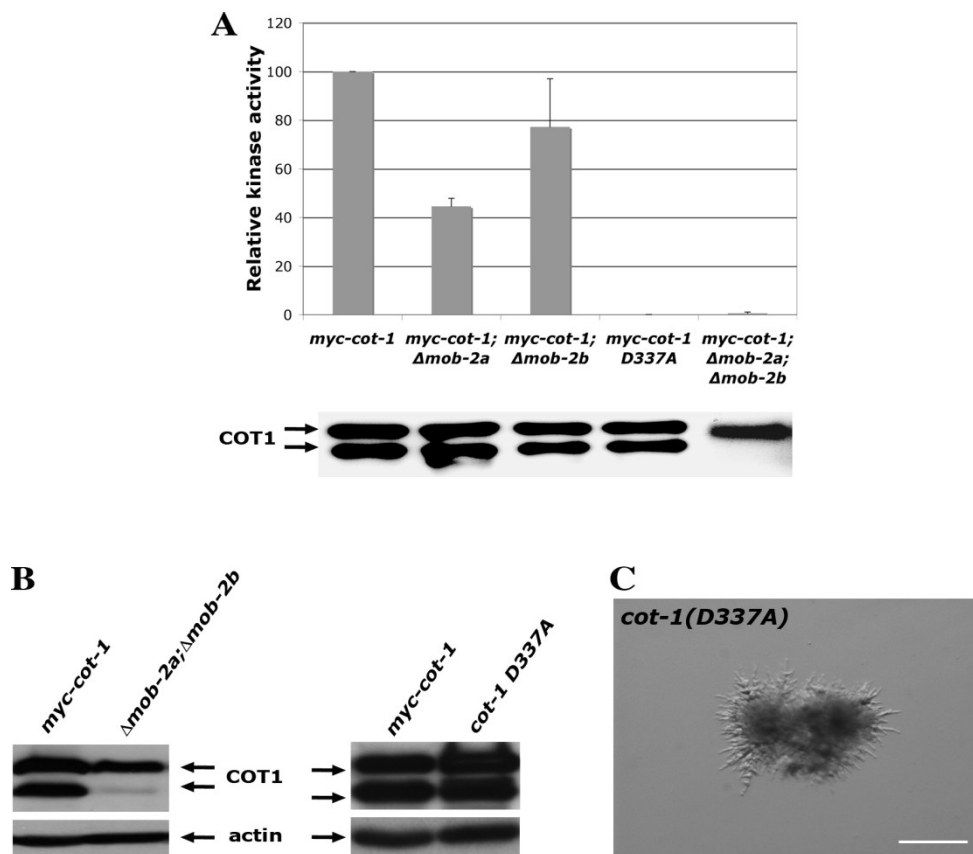 A
Relative kinase activity
120
100
80
60
40
20
0
myc-cot-1
myc-cot-1;
Δmob-2a
myc-cot-1;
Δmob-2b
myc-cot-1
D337A
myc-cot-1;
Δmob-2a;
Δmob-2b
COT1
B
myc-cot-1
Δmob-2a;Δmob-2b
myc-cot-1
cot-1 D337A
COT1
actin
C
cot-1(D337A)